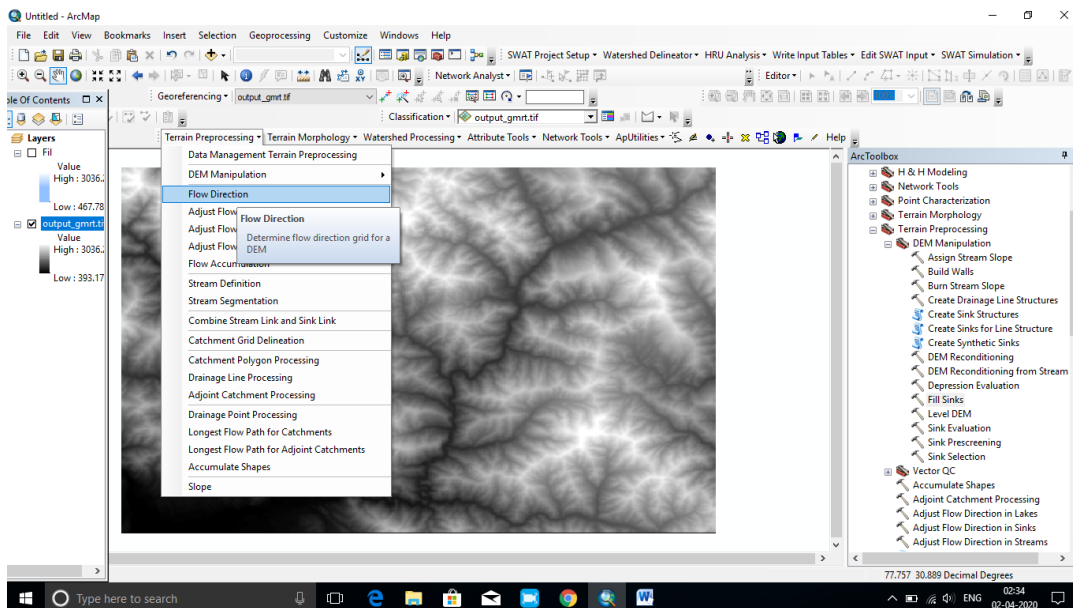 Untitled - ArcMap
File Edit View Bookmarks Insert Selection Geoprocessing Customize Windows Help
SWAT Project Setup Watershed Delineator HRU Analysis Write Input Tables Edit SWAT Input SWAT Simulation
Network Analyst Editor
ble Of Contents Georeferencing output_gmrt.tif
Classification output_gmrt.tif
Terrain Preprocessing Terrain Morphology Watershed Processing Attribute Tools Network Tools ApUtilities Help
Layers
Fil
Value
High : 3036.
Low : 467.78
output_gmrt.ti
Value
High : 3036.
Low : 393.17
Data Management Terrain Preprocessing
DEM Manipulation
Flow Direction
Adjust Flow
Adjust Flow
Adjust Flow
Flow Accumulation
Stream Definition
Stream Segmentation
Combine Stream Link and Sink Link
Catchment Grid Delineation
Catchment Polygon Processing
Drainage Line Processing
Adjoint Catchment Processing
Drainage Point Processing
Longest Flow Path for Catchments
Longest Flow Path for Adjoint Catchments
Accumulate Shapes
Slope
Flow Direction
Determine flow direction grid for a
DEM
ArcToolbox
H & H Modeling
Network Tools
Point Characterization
Terrain Morphology
Terrain Preprocessing
DEM Manipulation
Assign Stream Slope
Build Walls
Burn Stream Slope
Create Drainage Line Structures
Create Sink Structures
Create Sinks for Line Structure
Create Synthetic Sinks
DEM Reconditioning
DEM Reconditioning from Stream
Depression Evaluation
Fill Sinks
Level DEM
Sink Evaluation
Sink Prescreening
Sink Selection
Vector QC
Accumulate Shapes
Adjoint Catchment Processing
Adjust Flow Direction in Lakes
Adjust Flow Direction in Sinks
Adjust Flow Direction in Streams
77.757 30.889 Decimal Degrees
Type here to search
ENG
02:34
02-04-2020